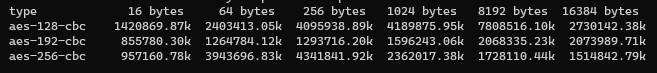 type 16 bytes 64 bytes 256 bytes 1024 bytes 8192 bytes 16384 bytes
aes-128-cbc 1420869.87k 2403413.05k 4095938.89k 4189875.95k 7808516.10k 2730142.38k
aes-192-cbc 855780.30k 1264784.12k 1293716.20k 1596243.06k 2068335.23k 2073989.71k
aes-256-cbc 957160.78k 3943696.83k 4341841.92k 2362017.38k 1728110.44k 1514842.79k